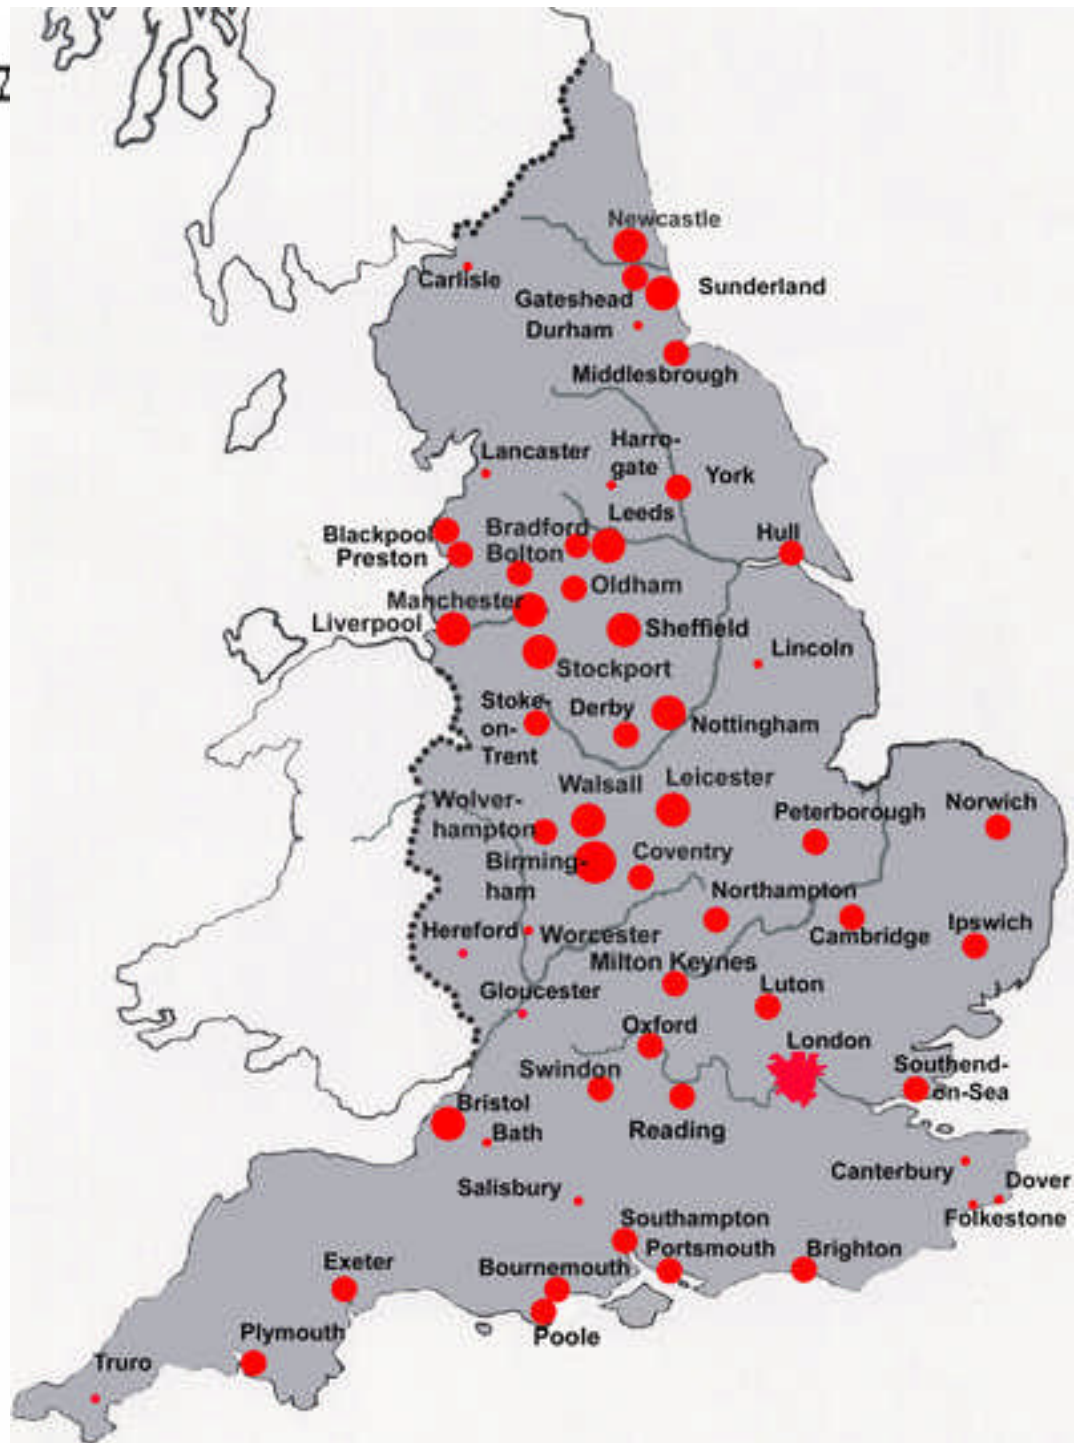 Newcastle
Carlisle
Sunderland
Gateshead
Durham
Middlesbrough
Lancaster
Harro-
gate
York
Leeds
Blackpool
Bradford
Hull
Preston
Bolton
Oldham
Manchester
Liverpool
Sheffield
Lincoln
Stockport
Stoke-
on-
Trent
Derby
Nottingham
Walsall
Leicester
Wolver-
hampton
Peterborough
Norwich
Birming-
ham
Coventry
Northampton
Hereford
Worcester
Cambridge
Ipswich
Milton Keynes
Gloucester
Luton
Oxford
London
Swindon
Southend-
on-Sea
Bristol
Bath
Reading
Canterbury
Dover
Salisbury
Folkestone
Southampton
Portsmouth
Brighton
Exeter
Bournemouth
Plymouth
Poole
Truro